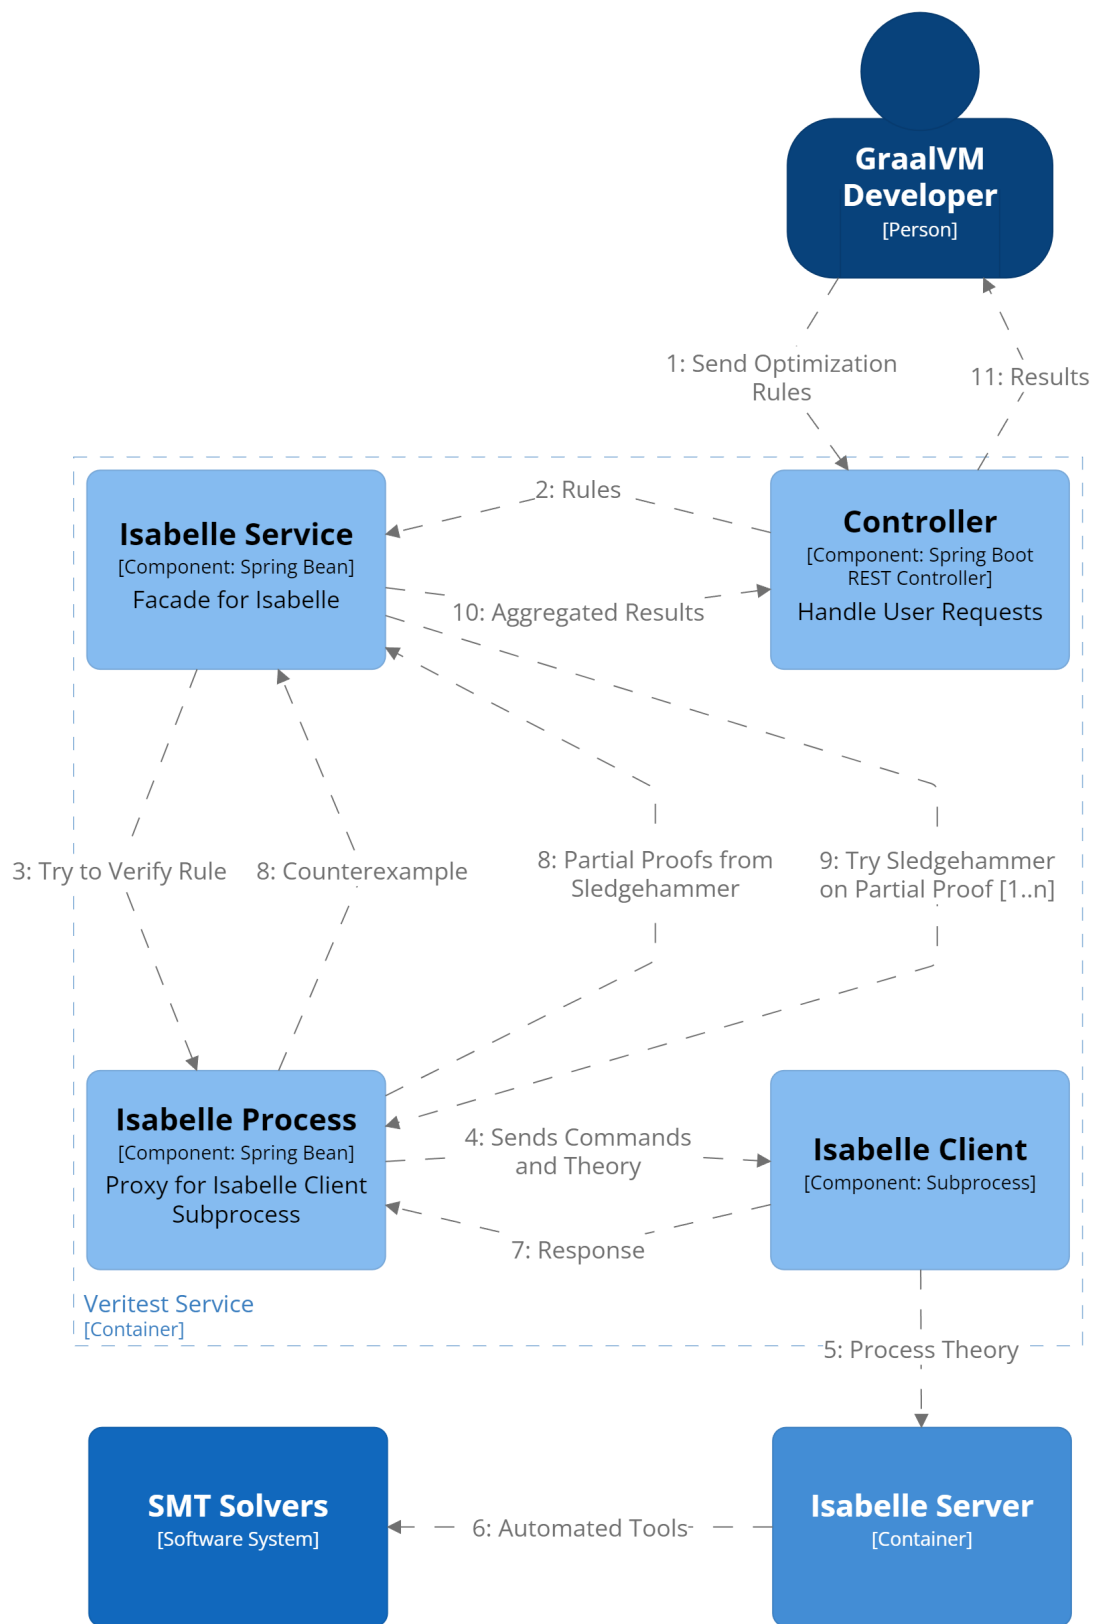 GraalVM
Developer
[Person]
1: Send Optimization
Rules
11: Results
Isabelle Service
[Component: Spring Bean]
Facade for Isabelle
2: Rules
10: Aggregated Results
Controller
[Component: Spring Boot
REST Controller]
Handle User Requests
3: Try to Verify Rule
8: Counterexample
8: Partial Proofs from
Sledgehammer
9: Try Sledgehammer
on Partial Proof [1..n]
Isabelle Process
[Component: Spring Bean]
Proxy for Isabelle Client
Subprocess
4: Sends Commands
and Theory
7: Response
Isabelle Client
[Component: Subprocess]
Veritest Service
[Container]
5: Process Theory
SMT Solvers
[Software System]
6: Automated Tools
Isabelle Server
[Container]